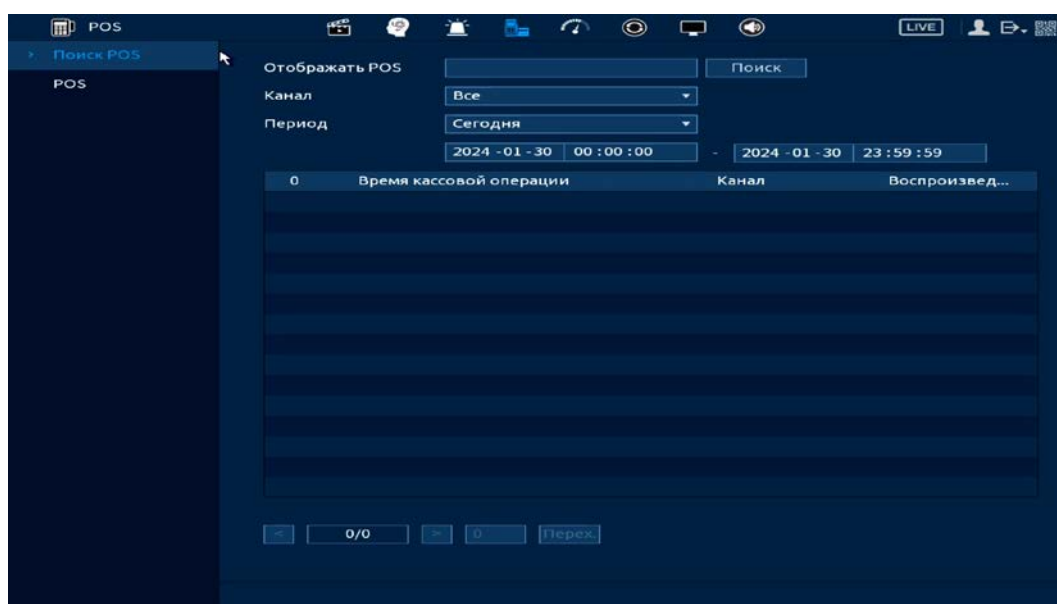 POS LIVE
Поиск POS
POS
Отображать POS Поиск
Канал Все
Период Сегодня
2024 -01 -30 00 :00 :00 - 2024 -01 -30 23 :59 :59
0 Время кассовой операции Канал Воспроизвед...
< 0/0 > 0 Перех.